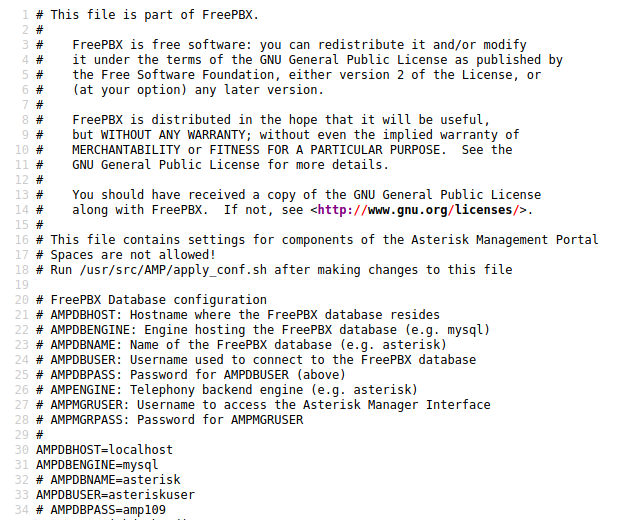 1 # This file is part of FreePBX.
2 #
3 #    FreePBX is free software: you can redistribute it and/or modify
4 #    it under the terms of the GNU General Public License as published by
5 #    the Free Software Foundation, either version 2 of the License, or
6 #    (at your option) any later version.
7 #
8 #    FreePBX is distributed in the hope that it will be useful,
9 #    but WITHOUT ANY WARRANTY; without even the implied warranty of
10 #    MERCHANTABILITY or FITNESS FOR A PARTICULAR PURPOSE.  See the
11 #    GNU General Public License for more details.
12 #
13 #    You should have received a copy of the GNU General Public License
14 #    along with FreePBX.  If not, see <http://www.gnu.org/licenses/>.
15 #
16 # This file contains settings for components of the Asterisk Management Portal
17 # Spaces are not allowed!
18 # Run /usr/src/AMP/apply_conf.sh after making changes to this file
19
20 # FreePBX Database configuration
21 # AMPDBHOST: Hostname where the FreePBX database resides
22 # AMPDBENGINE: Engine hosting the FreePBX database (e.g. mysql)
23 # AMPDBNAME: Name of the FreePBX database (e.g. asterisk)
24 # AMPDBUSER: Username used to connect to the FreePBX database
25 # AMPDBPASS: Password for AMPDBUSER (above)
26 # AMPENGINE: Telephony backend engine (e.g. asterisk)
27 # AMPMGRUSER: Username to access the Asterisk Manager Interface
28 # AMPMGRPASS: Password for AMPMGRUSER
29 #
30 AMPDBHOST=localhost
31 AMPDBENGINE=mysql
32 # AMPDBNAME=asterisk
33 AMPDBUSER=asteriskuser
34 # AMPDBPASS=amp109